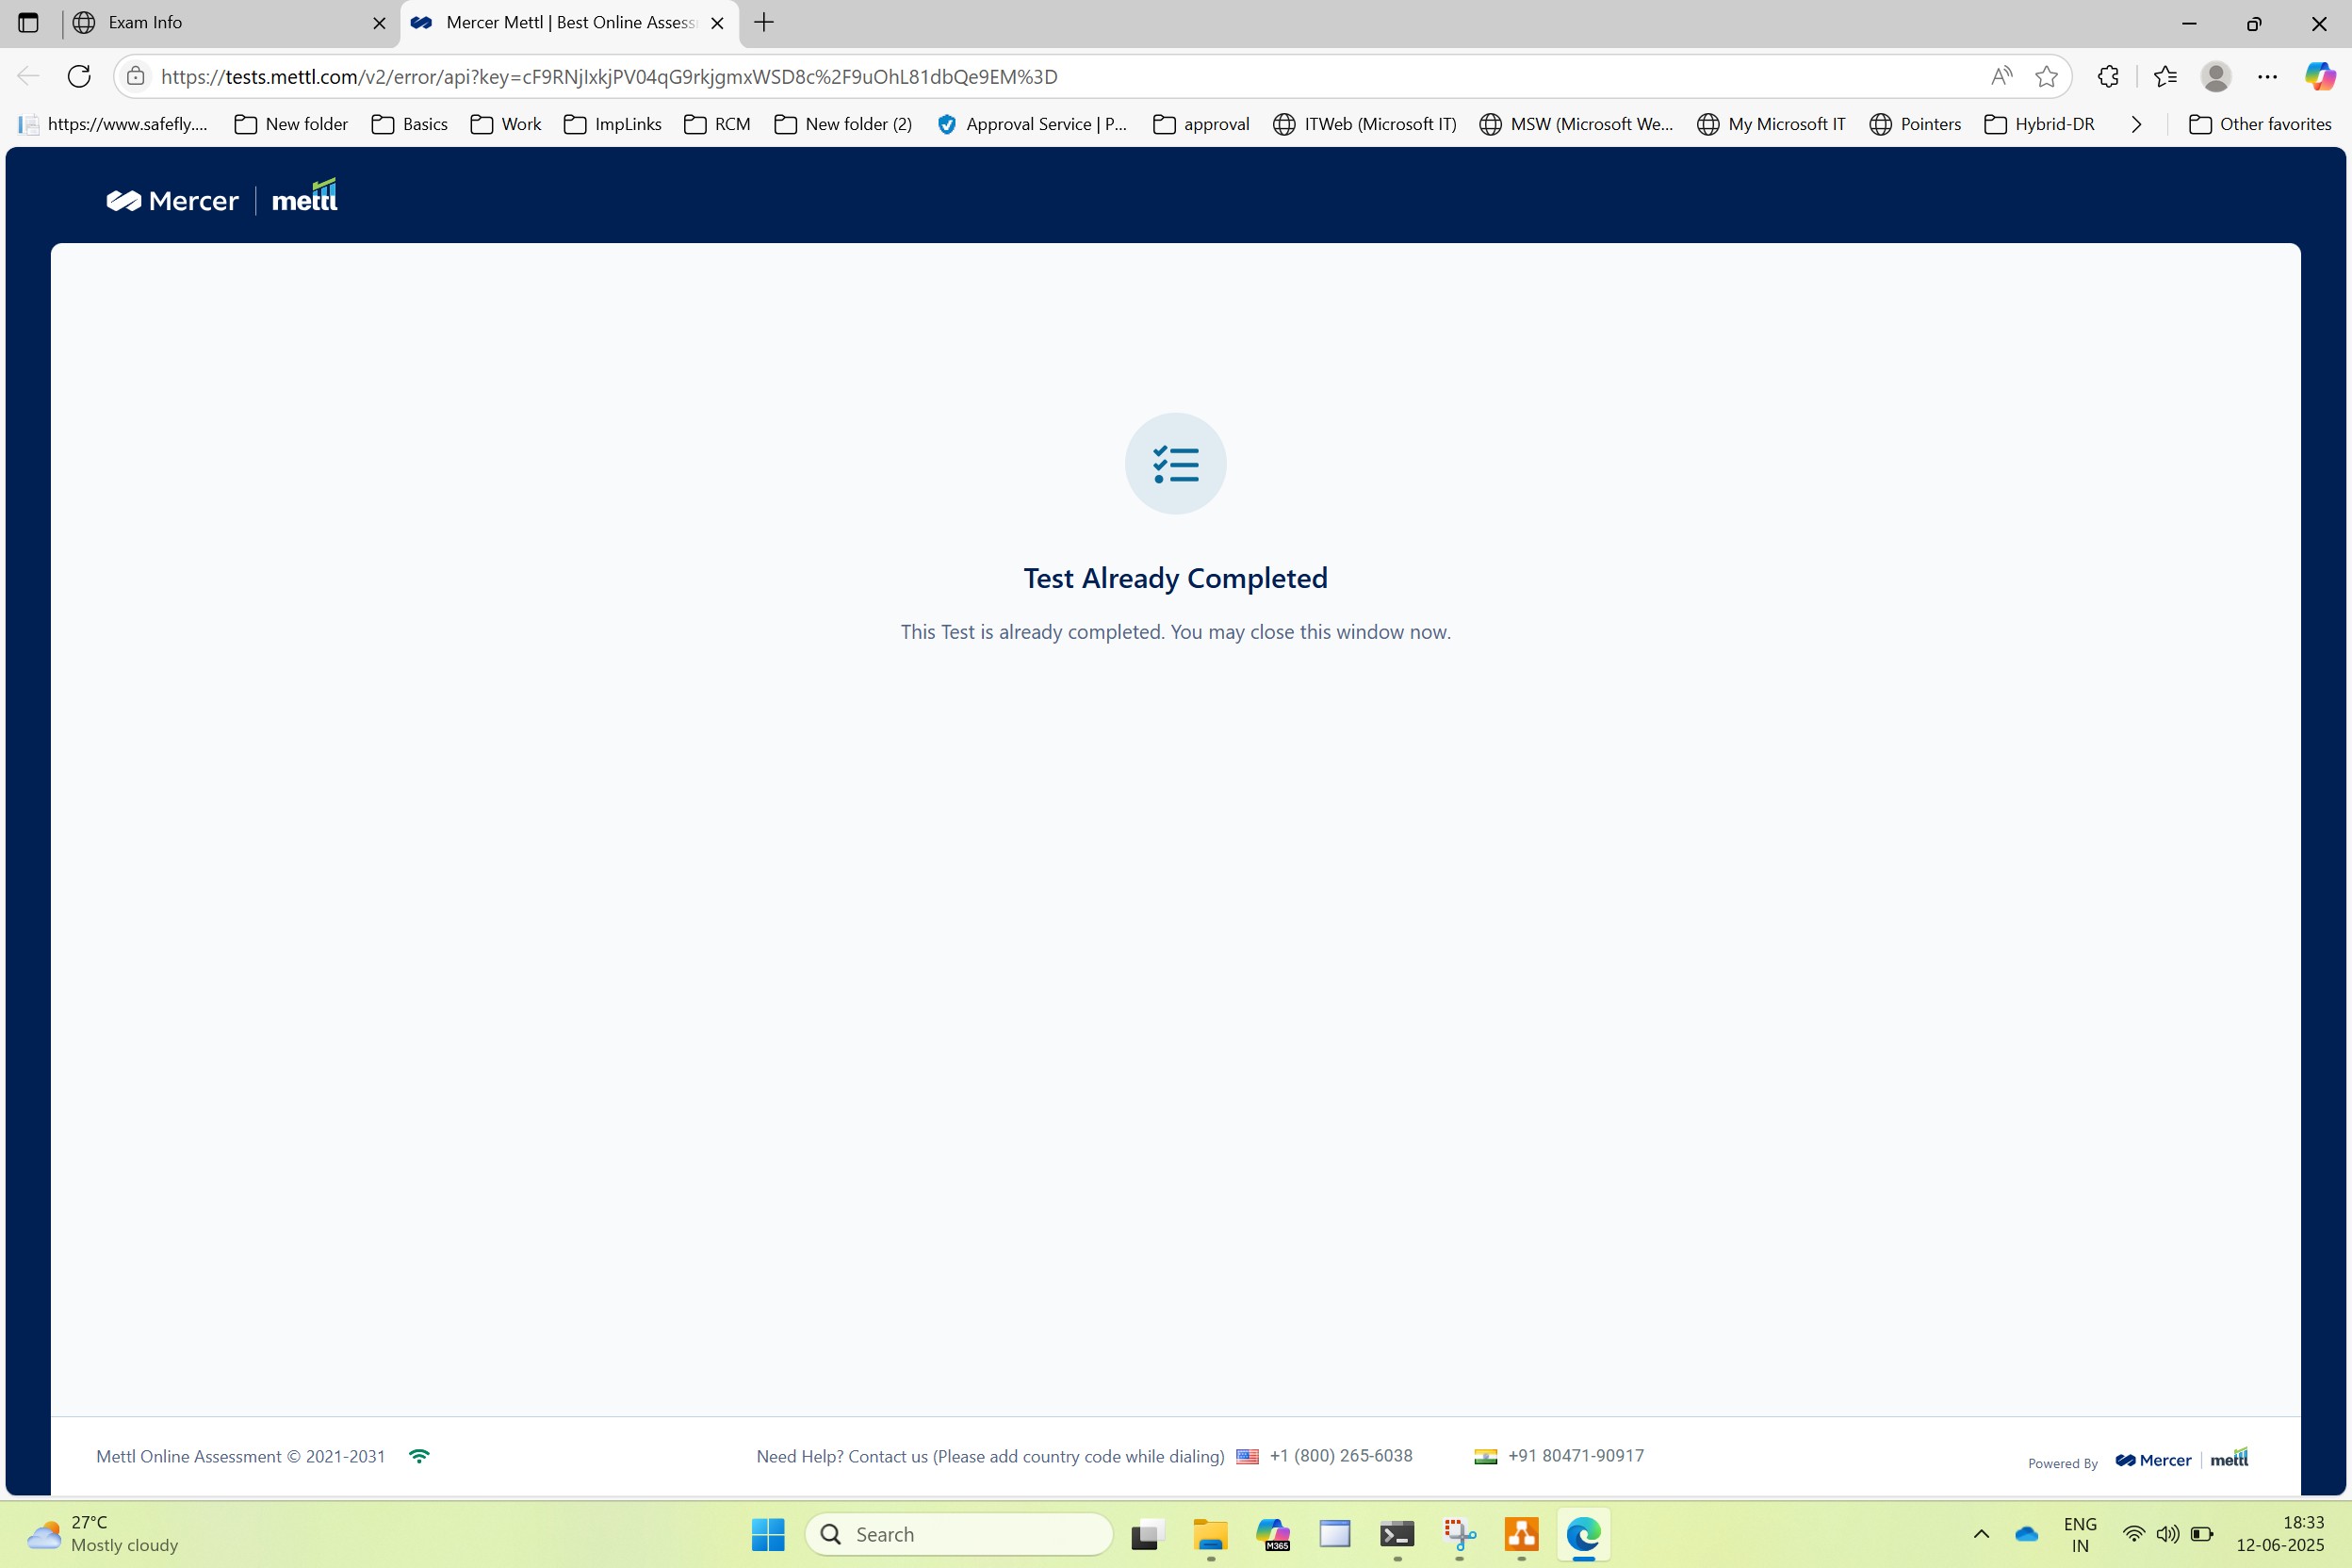 Exam Info
Mercer Mettl | Best Online Assess
https://tests.mettl.com/v2/error/api?key=cF9RNjIxkjPV04qG9rkjgmxWSD8c%2F9uOhL81dbQe9EM%3D
https://www.safefly.... New folder Basics Work ImpLinks RCM New folder (2) Approval Service | P... approval ITWeb (Microsoft IT) MSW (Microsoft We... My Microsoft IT Pointers Hybrid-DR Other favorites
Mercer | mettl
Test Already Completed
This Test is already completed. You may close this window now.
Mettl Online Assessment © 2021-2031 Need Help? Contact us (Please add country code while dialing) +1 (800) 265-6038 +91 80471-90917 Powered By Mercer | mettl
27°C
Mostly cloudy
Search
M365
ENG
IN
18:33
12-06-2025